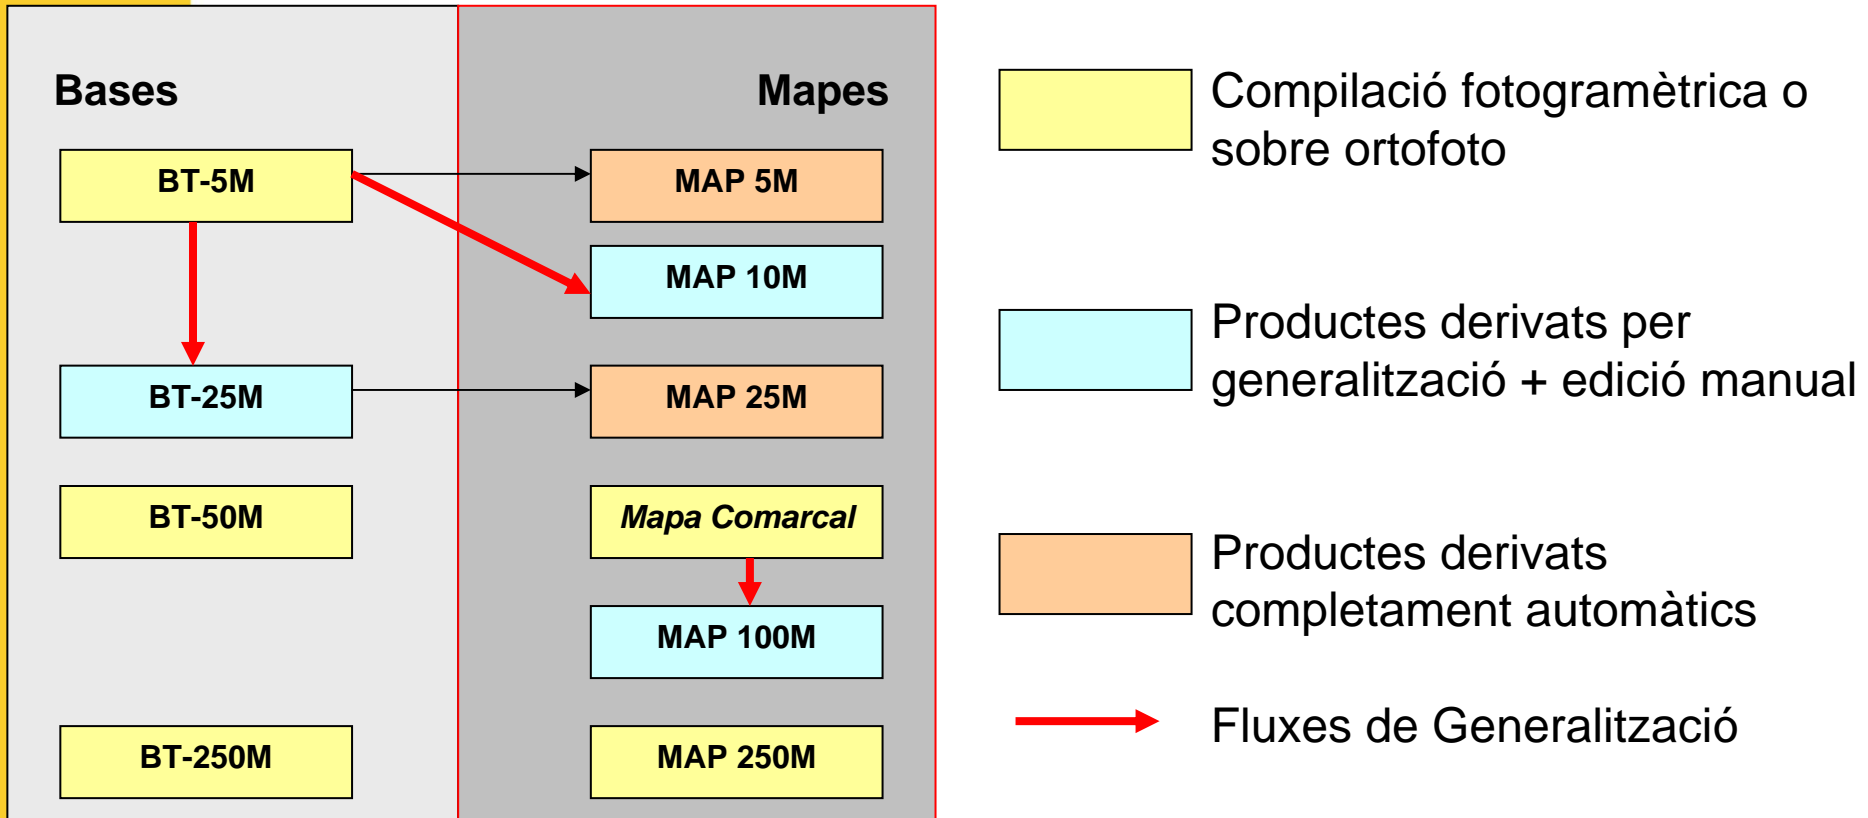 Bases
Mapes
BT-5M
MAP 5M
MAP 10M
BT-25M
MAP 25M
BT-50M
Mapa Comarcal
MAP 100M
BT-250M
MAP 250M
Compilació fotogramètrica o
sobre ortofoto
Productes derivats per
generalització + edició manual
Productes derivats
completament automàtics
Fluxes de Generalització